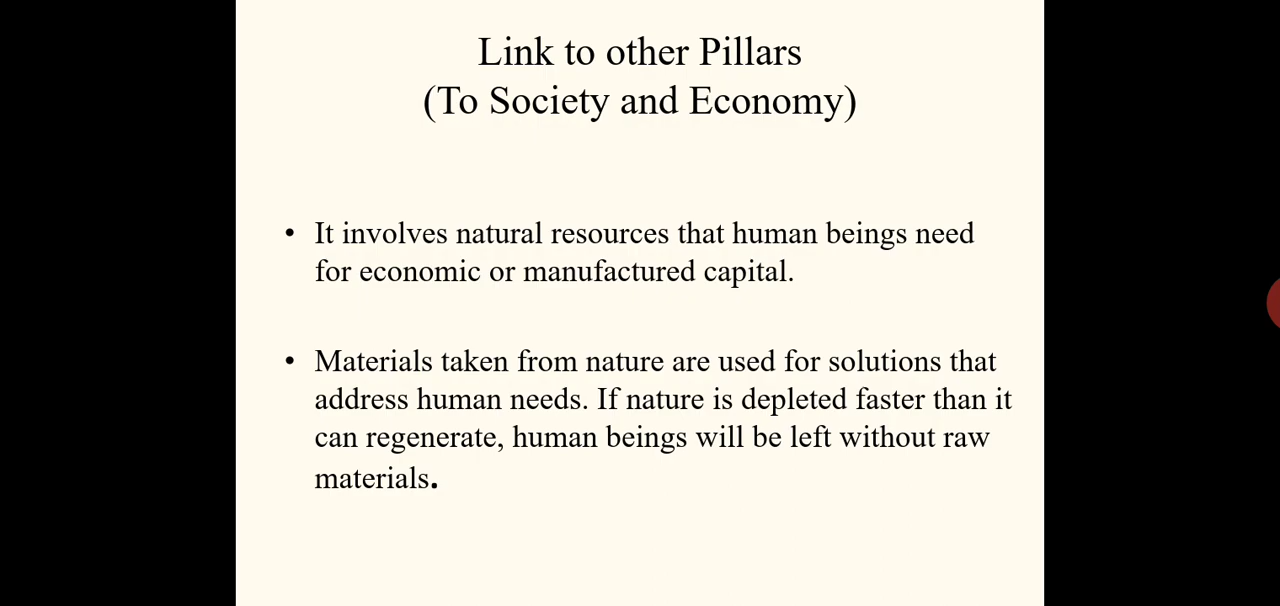 Link to other Pillars
(To Society and Economy)
• It involves natural resources that human beings need
for economic or manufactured capital.
• Materials taken from nature are used for solutions that
address human needs. If nature is depleted faster than it
can regenerate, human beings will be left without raw
materials.